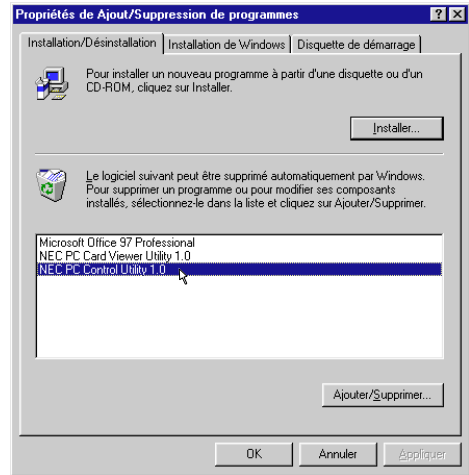 Propriétés de Ajout/Suppression de programmes
Installation/Désinstallation Installation de Windows Disquette de démarrage
Pour installer un nouveau programme à partir d'une disquette ou d'un
CD-ROM, cliquez sur Installer.
Installer...
Le logiciel suivant peut être supprimé automatiquement par Windows.
Pour supprimer un programme ou pour modifier ses composants
installés, sélectionnez-le dans la liste et cliquez sur Ajouter/Supprimer.
Microsoft Office 97 Professional
NEC PC Card Viewer Utility 1.0
NEC PC Control Utility 1.0
Ajouter/Supprimer...
OK Annuler Appliquer